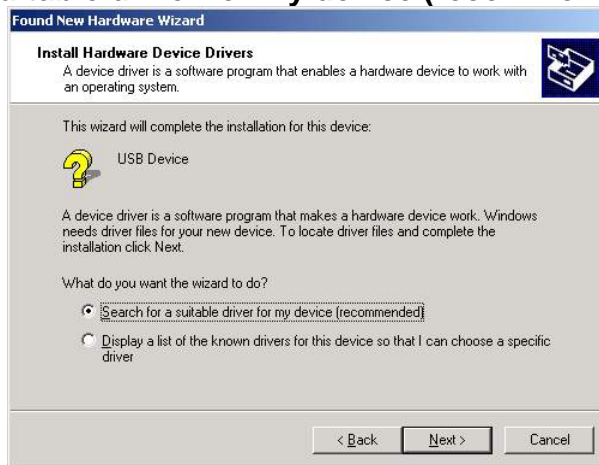 Found New Hardware Wizard
Install Hardware Device Drivers
A device driver is a software program that enables a hardware device to work with
an operating system.
This wizard will complete the installation for this device:
USB Device
A device driver is a software program that makes a hardware device work. Windows
needs driver files for your new device. To locate driver files and complete the
installation click Next.
What do you want the wizard to do?
Search for a suitable driver for my device (recommended)
Display a list of the known drivers for this device so that I can choose a specific
driver
< Back Next > Cancel